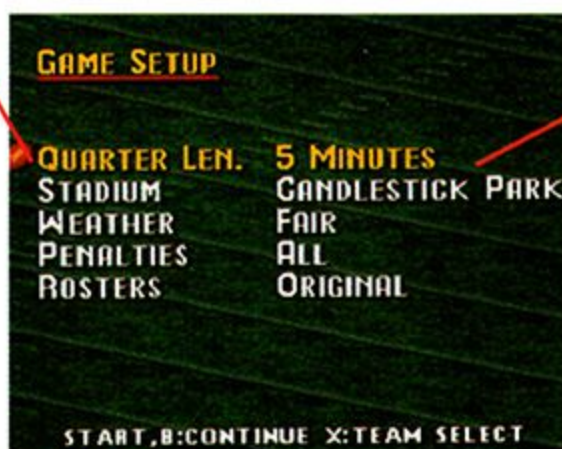 GAME SETUP
QUARTER LEN. 5 MINUTES
STADIUM CANDLESTICK PARK
WEATHER FAIR
PENALTIES ALL
ROSTERS ORIGINAL
START,B:CONTINUE X:TEAM SELECT